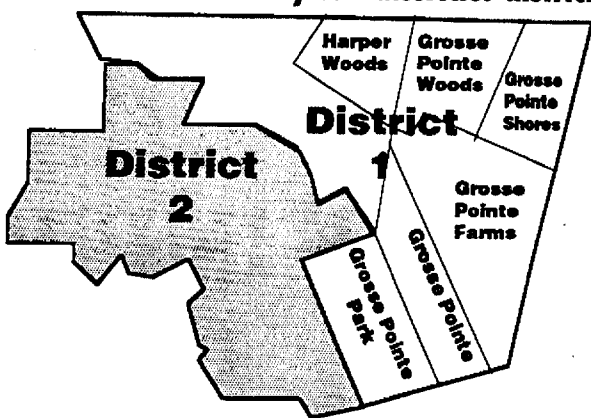 Harper
Woods
Grosse
Pointe
Woods
Grosse
Pointe
Shores
District
1
District
2
Grosse
Pointe
Farms
Grosse Pointe
Park
Grosse Pointe